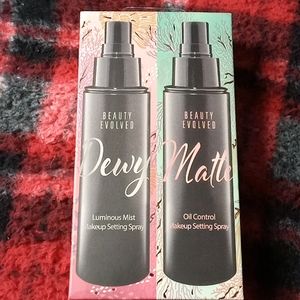 BEAUTY
EVOLVED
Dewy
Luminous Mist
Makeup Setting Spray
BEAUTY
EVOLVED
Matte
Oil Control
Makeup Setting Spray